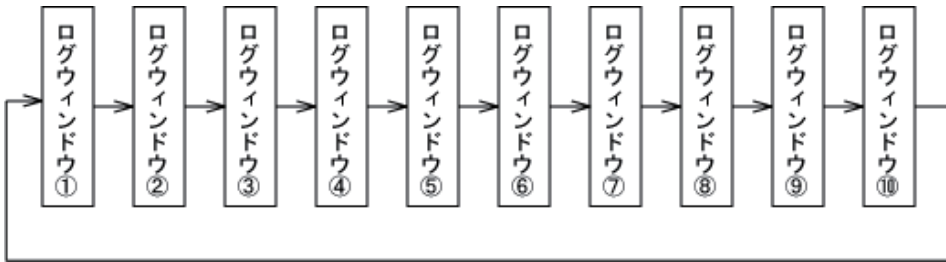 ログウィンドウ①
ログウィンドウ②
ログウィンドウ③
ログウィンドウ④
ログウィンドウ⑤
ログウィンドウ⑥
ログウィンドウ⑦
ログウィンドウ⑧
ログウィンドウ⑨
ログウィンドウ⑩